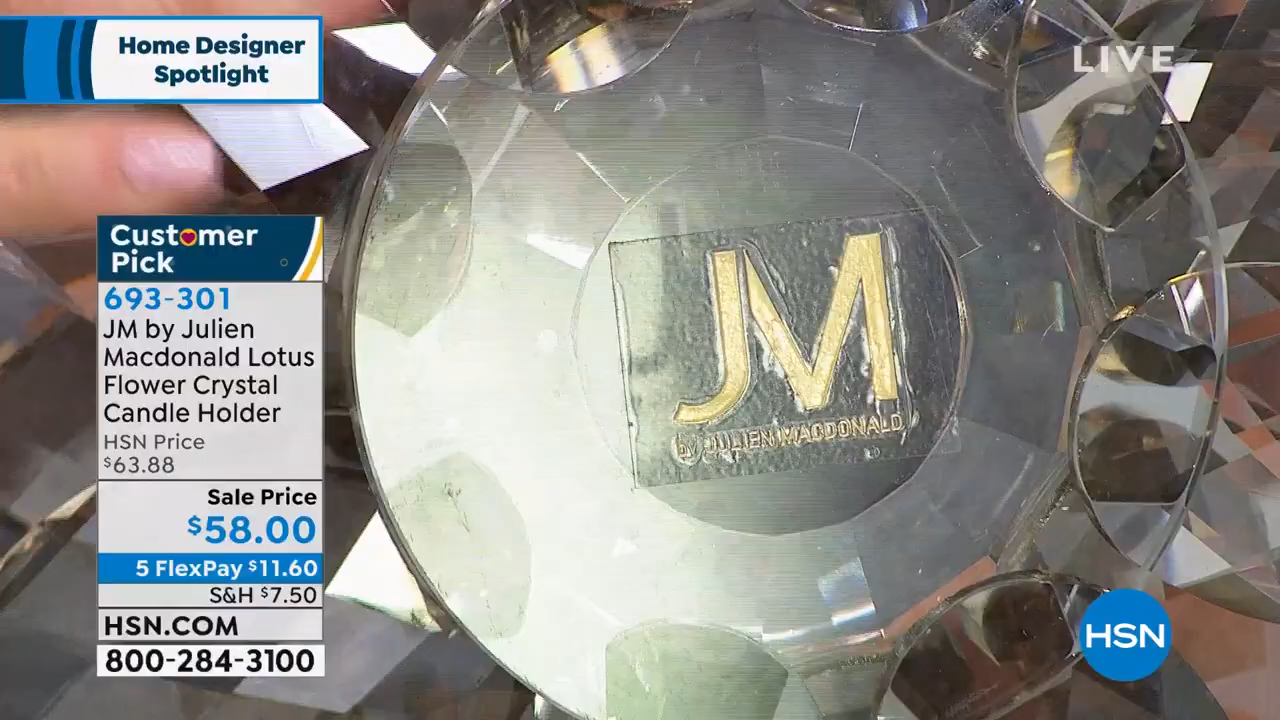 Home Designer
Spotlight
LIVE
Customer
Pick
693-301
JM by Julien
Macdonald Lotus
Flower Crystal
Candle Holder
HSN Price
$63.88
Sale Price
$58.00
5 FlexPay $11.60
S&H $7.50
HSN.COM
800-284-3100
JM
BY JULIEN MACDONALD
HSN